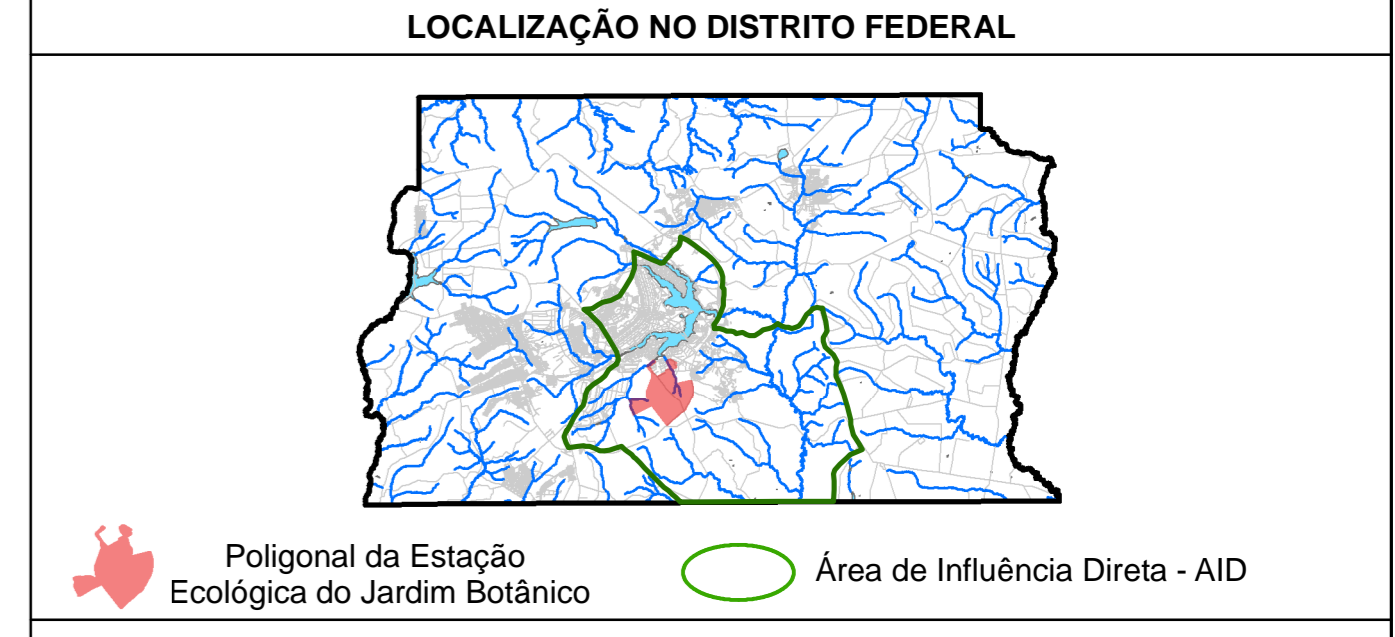 LOCALIZAÇÃO NO DISTRITO FEDERAL
Poligonal da Estação
Ecológica do Jardim Botânico
Área de Influência Direta - AID